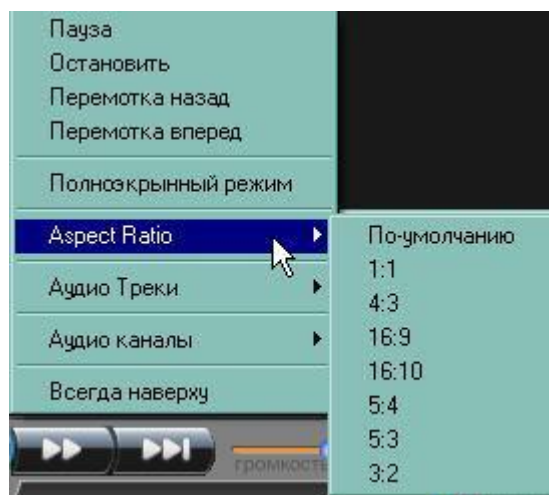 Пауза
Остановить
Перемотка назад
Перемотка вперед
Полноэкрынный режим
Aspect Ratio
Аудио Треки
Аудио каналы
Всегда наверху
По-умолчанию
1:1
4:3
16:9
16:10
5:4
5:3
3:2
громкость